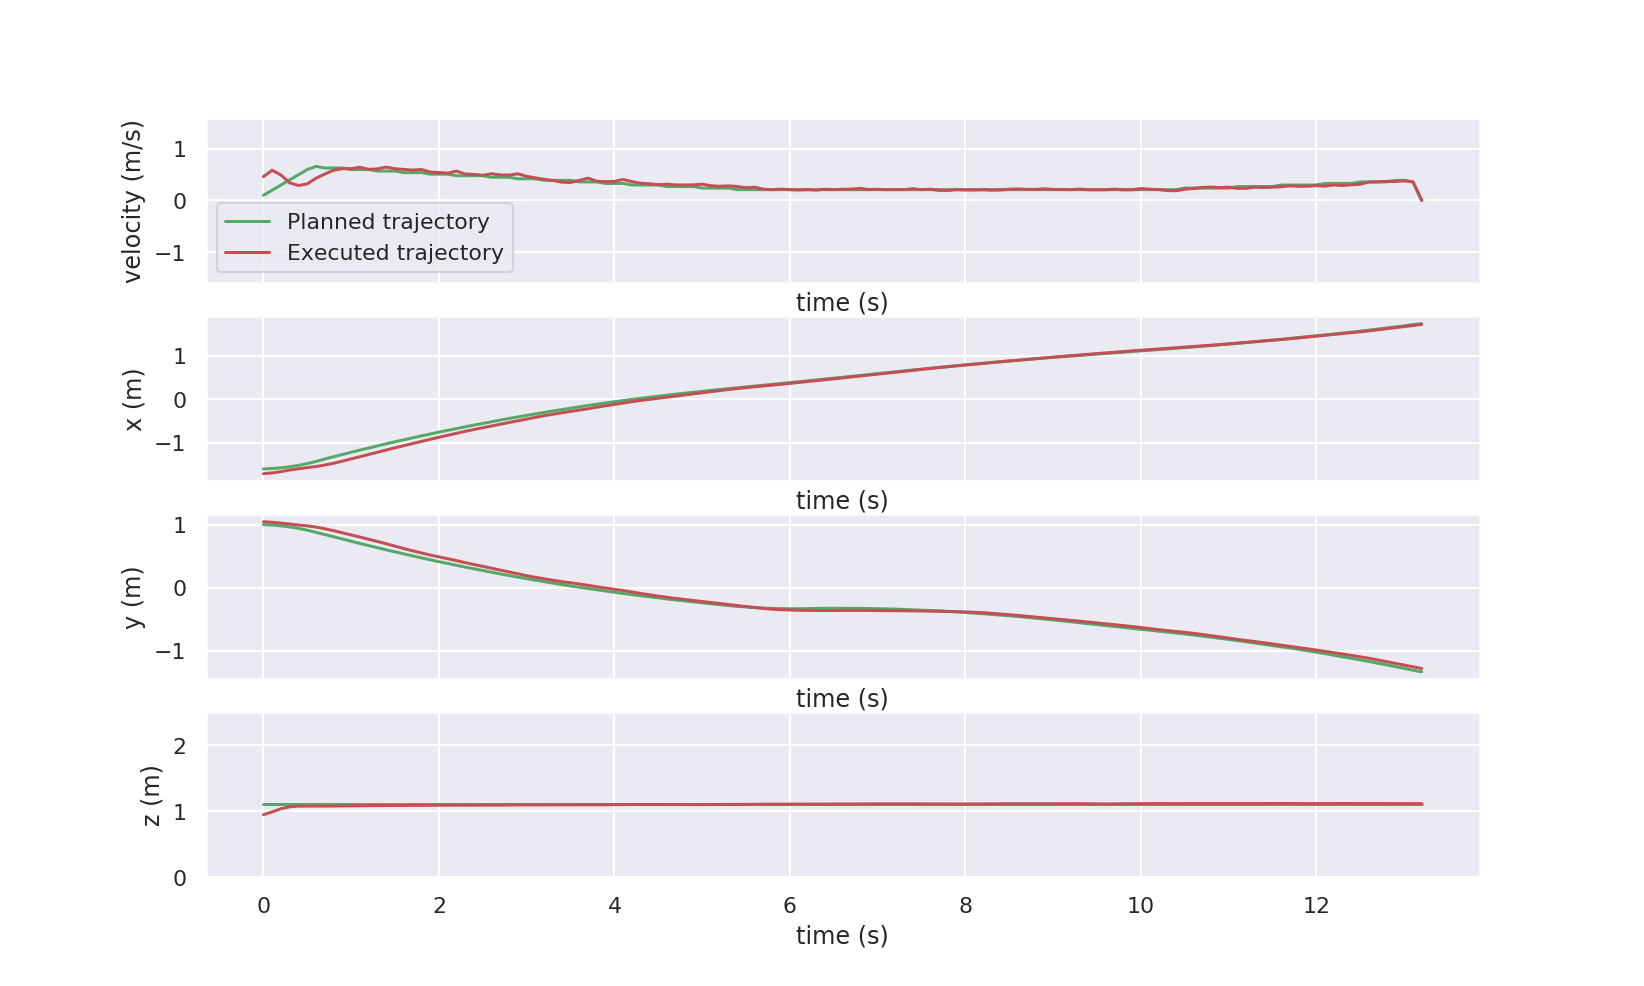 velocity (m/s)
1
0
−1
Planned trajectory
Executed trajectory
time (s)
x (m)
1
0
−1
time (s)
y (m)
1
0
−1
time (s)
z (m)
2
1
0
0 2 4 6 8 10 12
time (s)